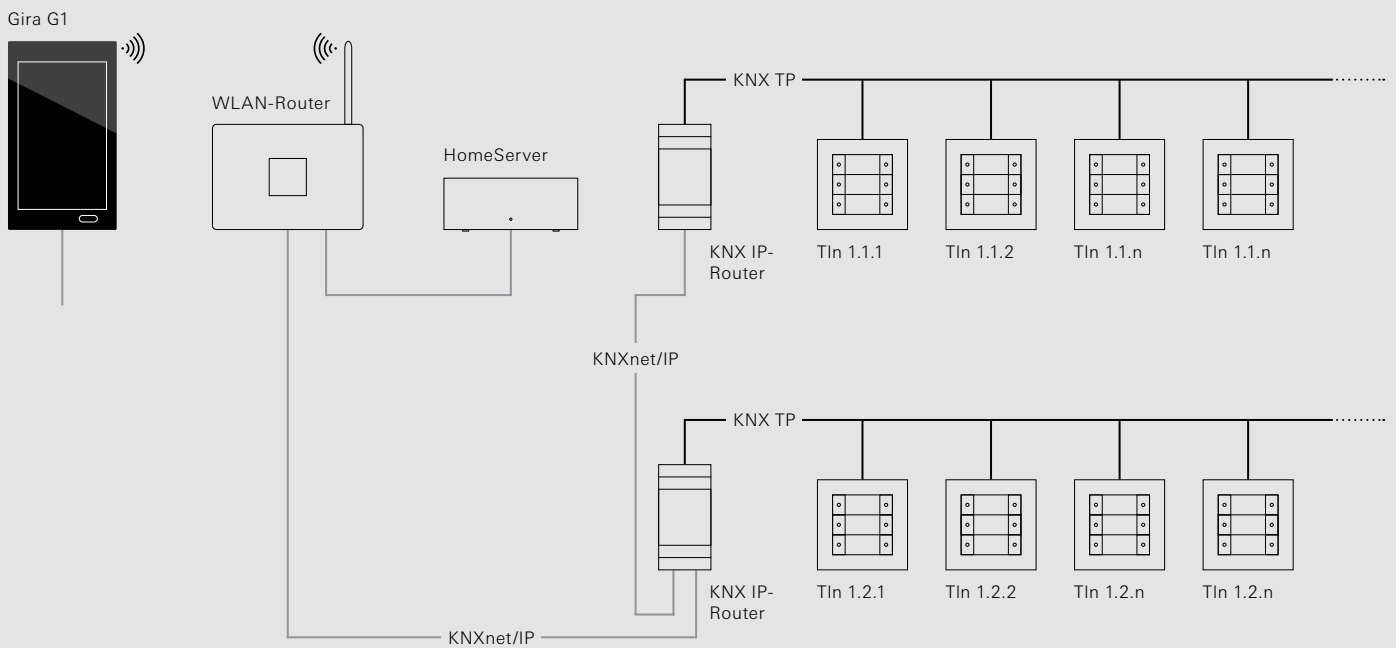 Gira G1
WLAN-Router
HomeServer
KNX TP
KNX IP-
Router
Tln 1.1.1
Tln 1.1.2
Tln 1.1.n
Tln 1.1.n
KNXnet/IP
KNX TP
KNX IP-
Router
Tln 1.2.1
Tln 1.2.2
Tln 1.2.n
Tln 1.2.n
KNXnet/IP